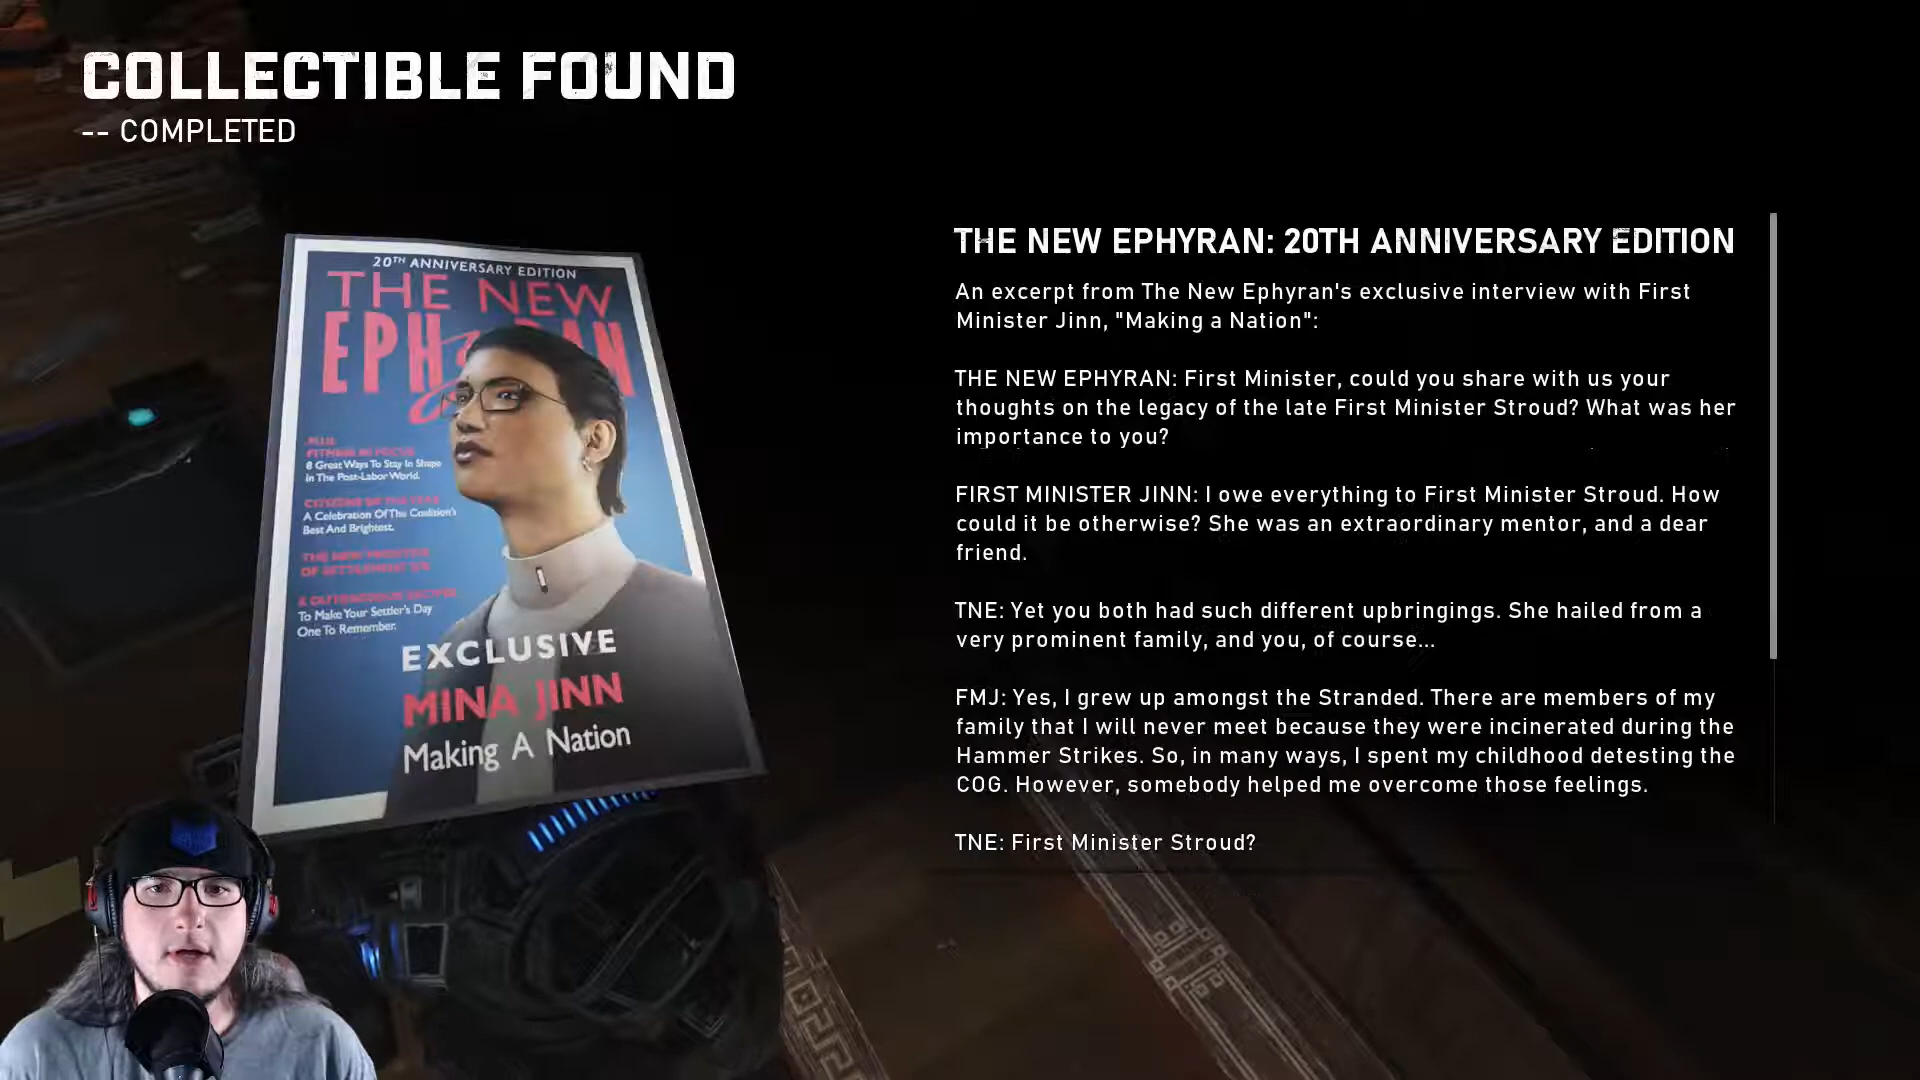 COLLECTIBLE FOUND
-- COMPLETED
20TH ANNIVERSARY EDITION
THE NEW
8 Great Ways To Stay In Shape
In The Post-Labor World.
A Celebration Of The Coalition's
Best And Brightest.
To Make Your Settler's Day
One To Remember.
EXCLUSIVE
MINA JINN
Making A Nation
THE NEW EPHYRAN: 20TH ANNIVERSARY EDITION
An excerpt from The New Ephyran's exclusive interview with First
Minister Jinn, "Making a Nation":
THE NEW EPHYRAN: First Minister, could you share with us your
thoughts on the legacy of the late First Minister Stroud? What was her
importance to you?
FIRST MINISTER JINN: I owe everything to First Minister Stroud. How
could it be otherwise? She was an extraordinary mentor, and a dear
friend.
TNE: Yet you both had such different upbringings. She hailed from a
very prominent family, and you, of course...
FMJ: Yes, I grew up amongst the Stranded. There are members of my
family that I will never meet because they were incinerated during the
Hammer Strikes. So, in many ways, I spent my childhood detesting the
COG. However, somebody helped me overcome those feelings.
TNE: First Minister Stroud?